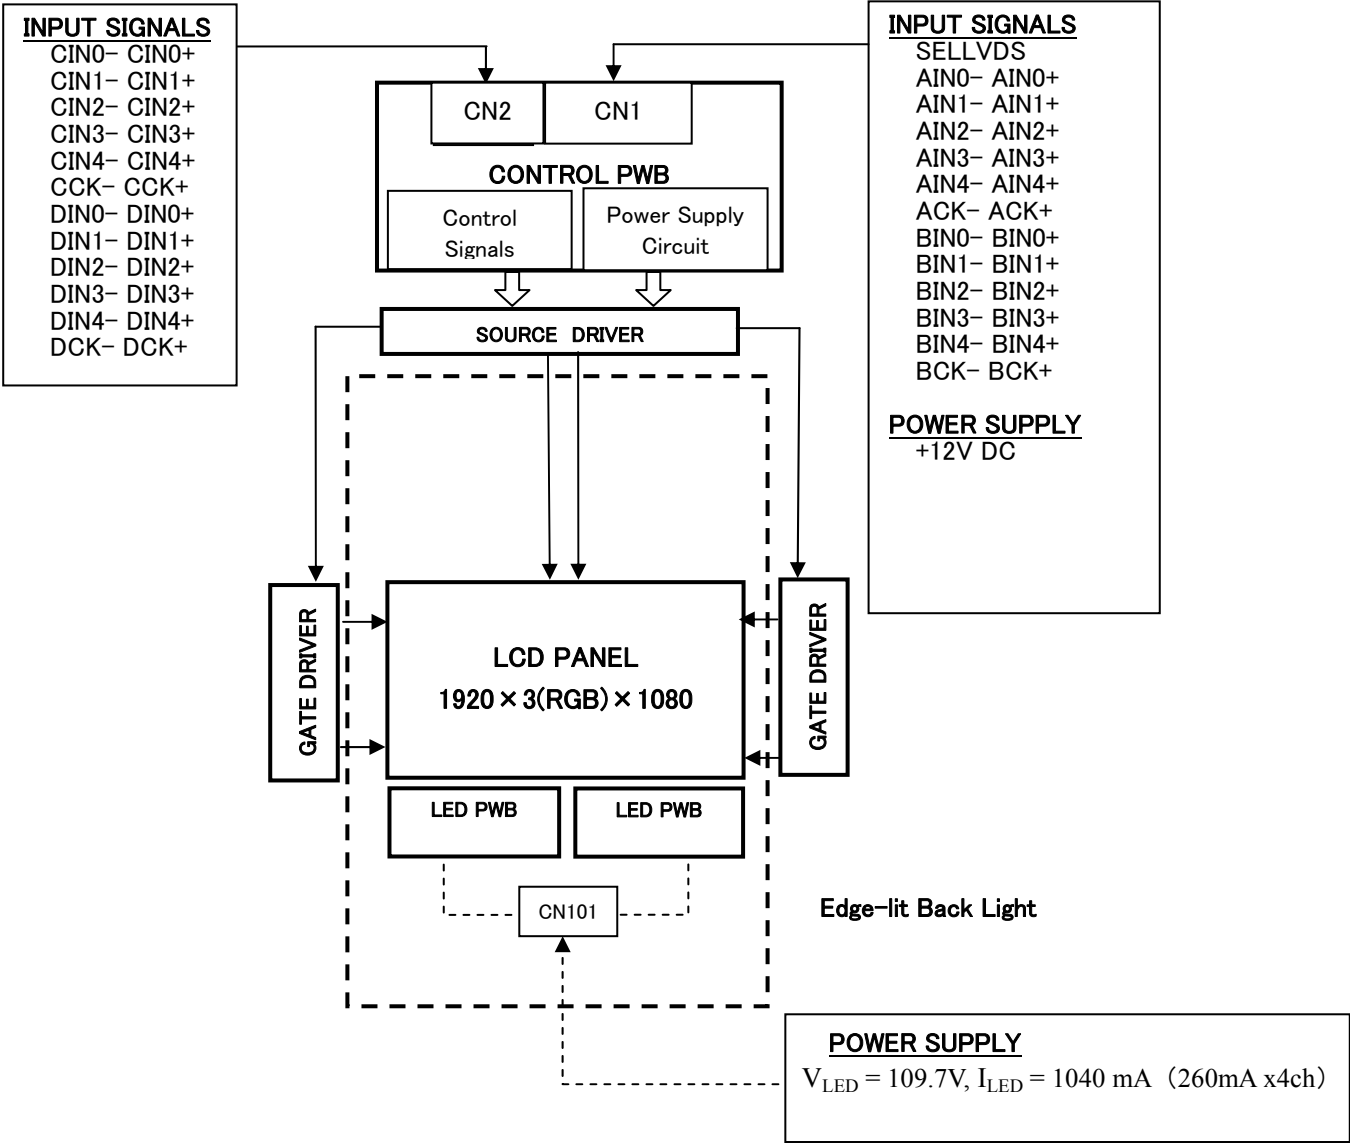 INPUT SIGNALS
CIN0- CIN0+
CIN1- CIN1+
CIN2- CIN2+
CIN3- CIN3+
CIN4- CIN4+
CCK- CCK+
DIN0- DIN0+
DIN1- DIN1+
DIN2- DIN2+
DIN3- DIN3+
DIN4- DIN4+
DCK- DCK+
CN2
CN1
CONTROL PWB
Control
Signals
Power Supply
Circuit
SOURCE DRIVER
INPUT SIGNALS
SELLVDS
AIN0- AIN0+
AIN1- AIN1+
AIN2- AIN2+
AIN3- AIN3+
AIN4- AIN4+
ACK- ACK+
BIN0- BIN0+
BIN1- BIN1+
BIN2- BIN2+
BIN3- BIN3+
BIN4- BIN4+
BCK- BCK+
POWER SUPPLY
+12V DC
GATE DRIVER
LCD PANEL
1920×3(RGB)×1080
GATE DRIVER
LED PWB
LED PWB
CN101
Edge-lit Back Light
POWER SUPPLY
VLED = 109.7V, ILED = 1040 mA（260mA x4ch）